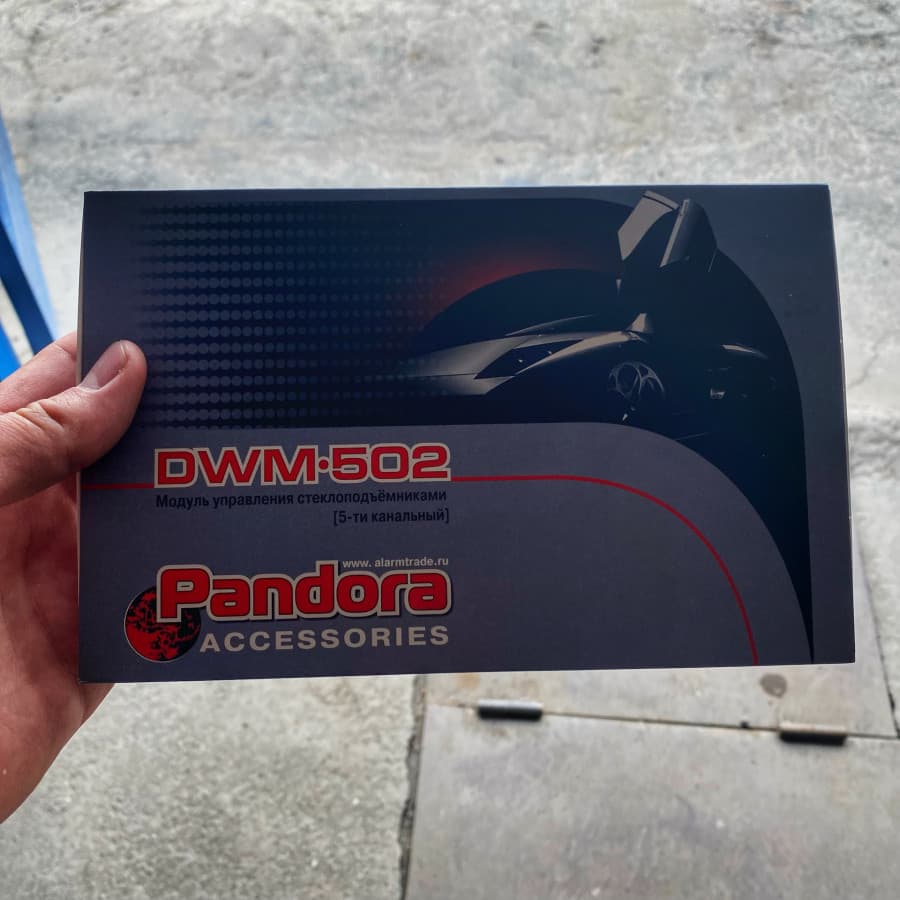 DWM·502
Модуль управления стеклоподъёмниками
[5-ти канальный]
www. alarmtrade.ru
Pandora
ACCESSORIES